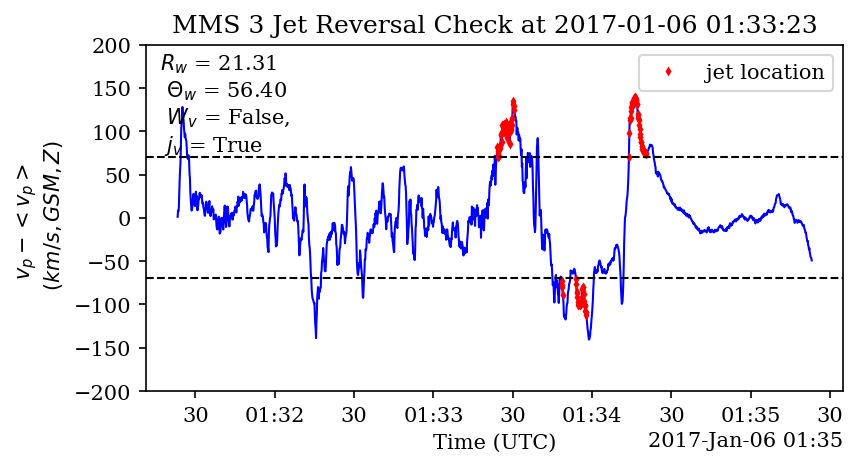 MMS 3 Jet Reversal Check at 2017-01-06 01:33:23
R_w = 21.31
Θ_w = 56.40
W_v = False,
j_v = True
jet location
v_p − < v_p >
(km/s, GSM, Z)
200
150
100
50
0
−50
−100
−150
−200
30 01:32 30 01:33 30 01:34 30 01:35 30
Time (UTC)
2017-Jan-06 01:35